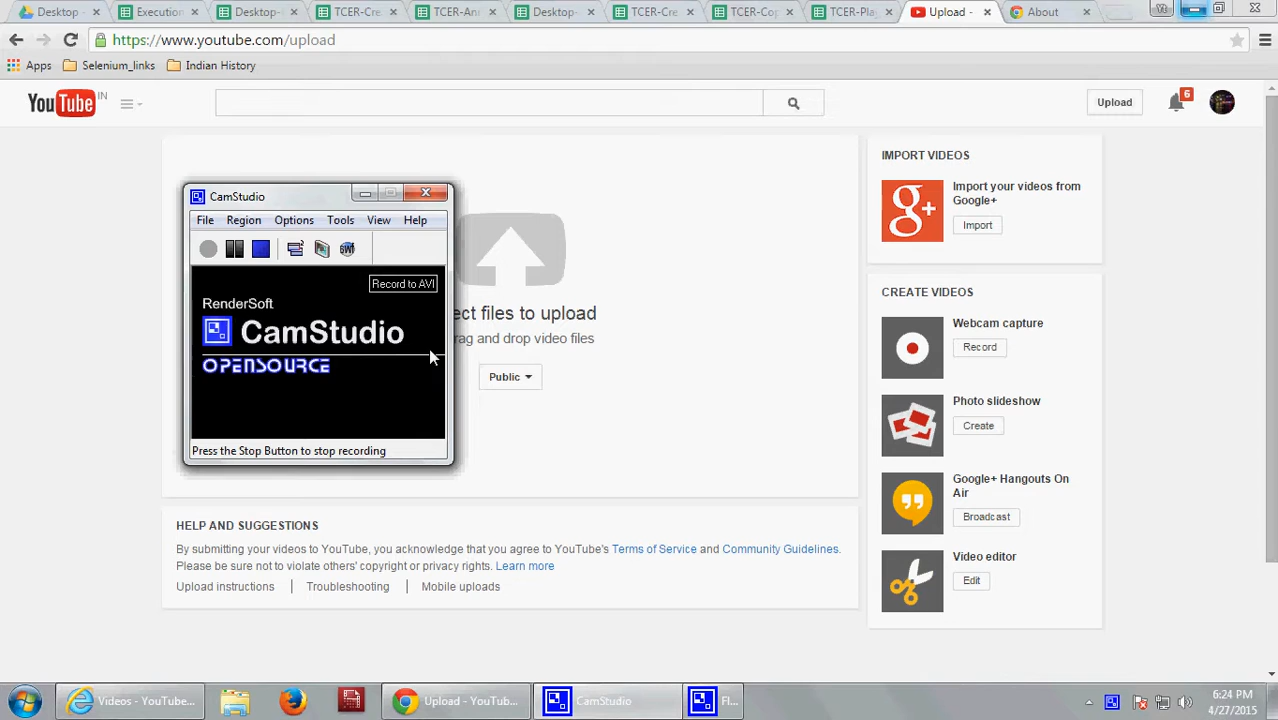 Desktop -
Execution
Desktop-
TCER-Cre
TCER-Ann
Desktop-
TCER-Cre
TCER-Cop
TCER-Pla
Upload -
About
https://www.youtube.com/upload
Apps
Selenium_links
Indian History
YouTube IN
Upload
6
IMPORT VIDEOS
Import your videos from
Google+
Import
CamStudio
File Region Options Tools View Help
Record to AVI
RenderSoft
CamStudio
OPENSOURCE
Press the Stop Button to stop recording
ect files to upload
rag and drop video files
Public
CREATE VIDEOS
Webcam capture
Record
Photo slideshow
Create
Google+ Hangouts On
Air
Broadcast
Video editor
Edit
HELP AND SUGGESTIONS
By submitting your videos to YouTube, you acknowledge that you agree to YouTube's Terms of Service and Community Guidelines.
Please be sure not to violate others' copyright or privacy rights. Learn more
Upload instructions | Troubleshooting | Mobile uploads
Videos - YouTube...
Upload - YouTub...
CamStudio
Fl...
6:24 PM
4/27/2015